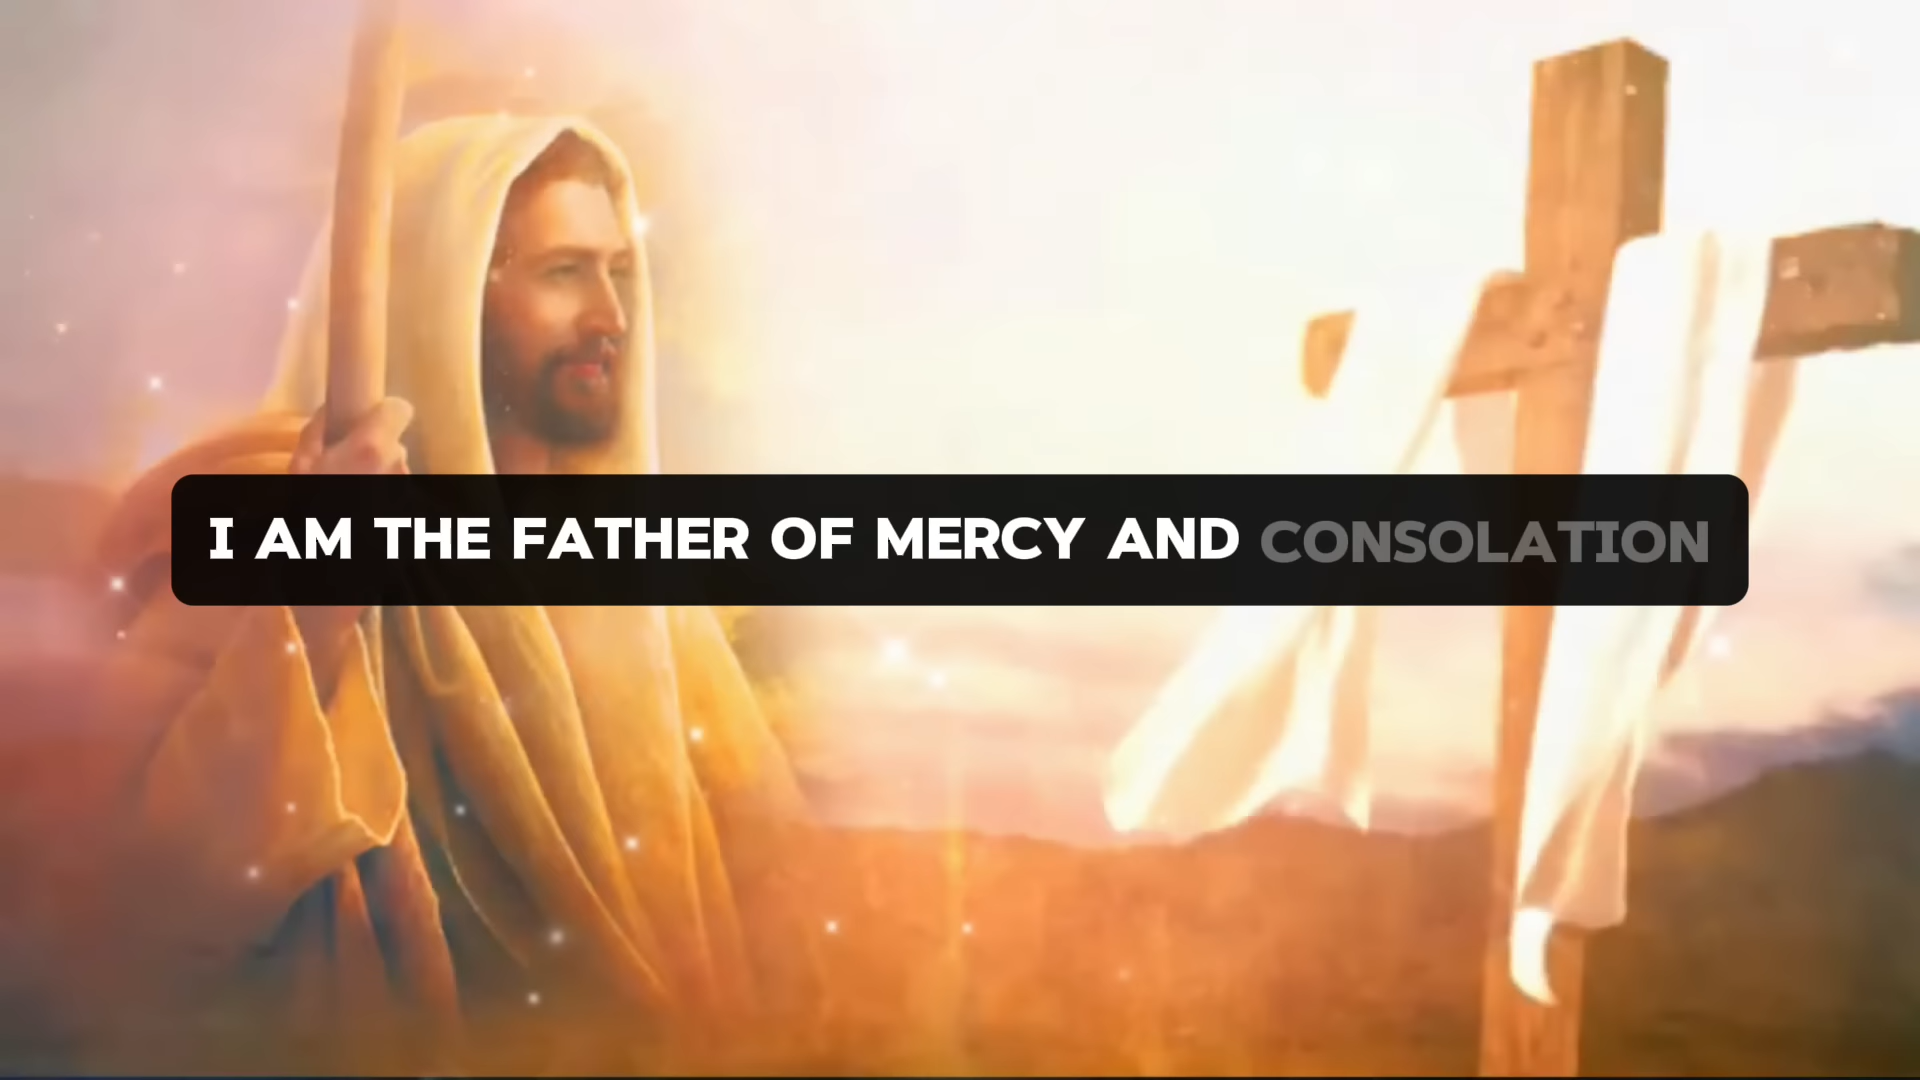 I AM THE FATHER OF MERCY AND CONSOLATION